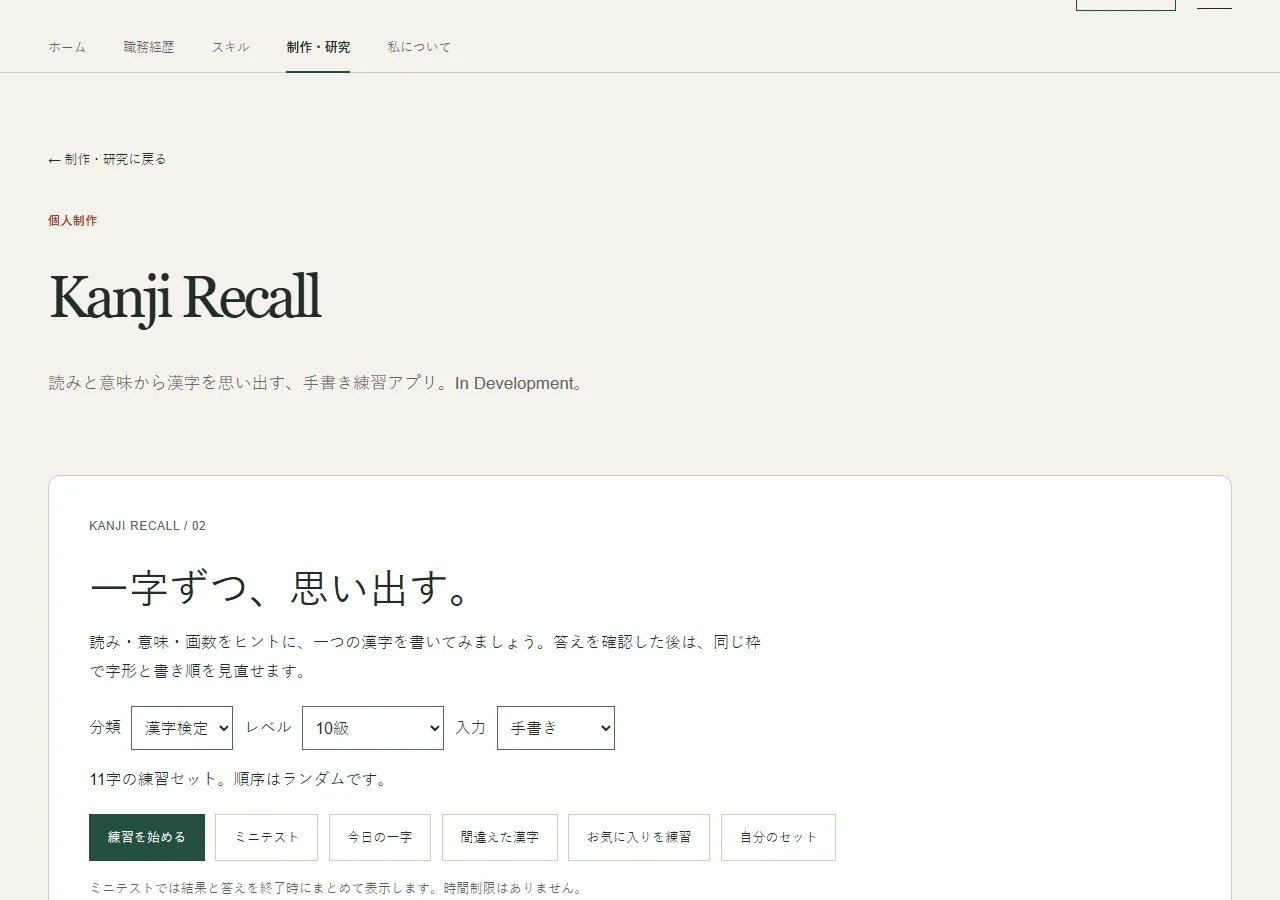 ホーム 職務経歴 スキル 制作・研究 私について
← 制作・研究に戻る
個人制作
Kanji Recall
読みと意味から漢字を思い出す、手書き練習アプリ。In Development。
KANJI RECALL / 02
一字ずつ、思い出す。
読み・意味・画数をヒントに、一つの漢字を書いてみましょう。答えを確認した後は、同じ枠
で字形と書き順を見直せます。
分類 漢字検定 レベル 10級 入力 手書き
11字の練習セット。順序はランダムです。
練習を始める ミニテスト 今日の一字 間違えた漢字 お気に入りを練習 自分のセット
ミニテストでは結果と答えを終了時にまとめて表示します。時間制限はありません。